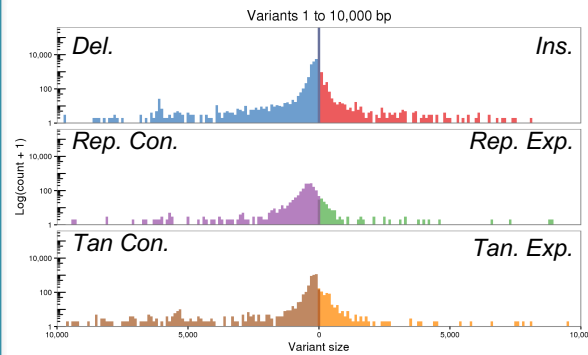 Variants 1 to 10,000 bp
Del. Ins.
10,000
100
1
Rep. Con. Rep. Exp.
10,000
100
1
Log(count + 1)
Tan Con. Tan. Exp.
10,000
100
1
10,000 5,000 0 5,000 10,00
Variant size